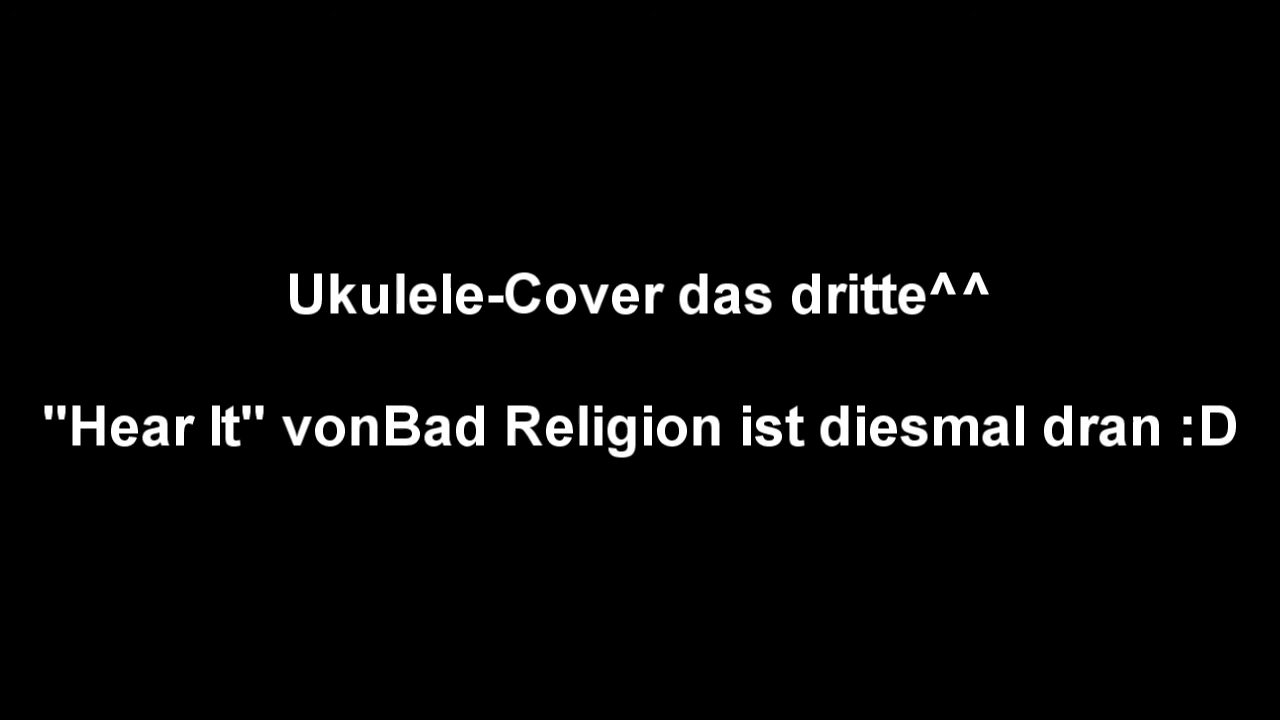 Ukulele-Cover das dritte^^
"Hear It" vonBad Religion ist diesmal dran :D